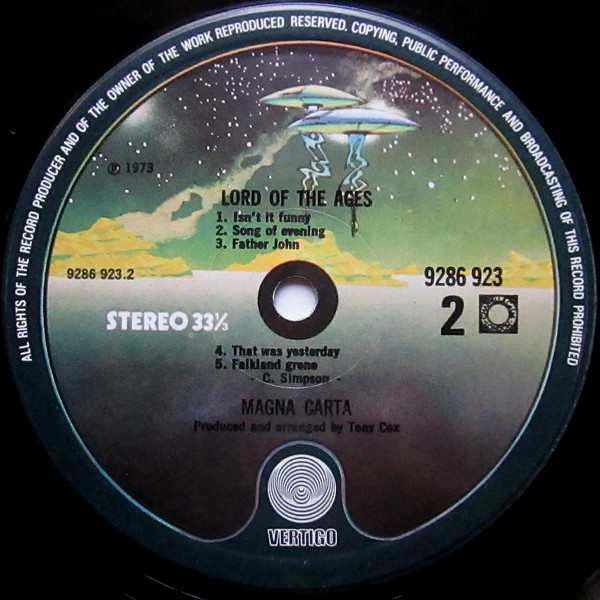 ALL RIGHTS OF THE RECORD PRODUCER AND OF THE OWNER OF THE WORK REPRODUCED RESERVED. COPYING, PUBLIC PERFORMANCE AND BROADCASTING OF THIS RECORD PROHIBITED
℗ 1973
LORD OF THE AGES
1. Isn't it funny
2. Song of evening
3. Father John
9286 923.2
9286 923
STEREO 33⅓
2
4. That was yesterday
5. Falkland grene
- C. Simpson -
MAGNA CARTA
Produced and arranged by Tony Cox
VERTIGO